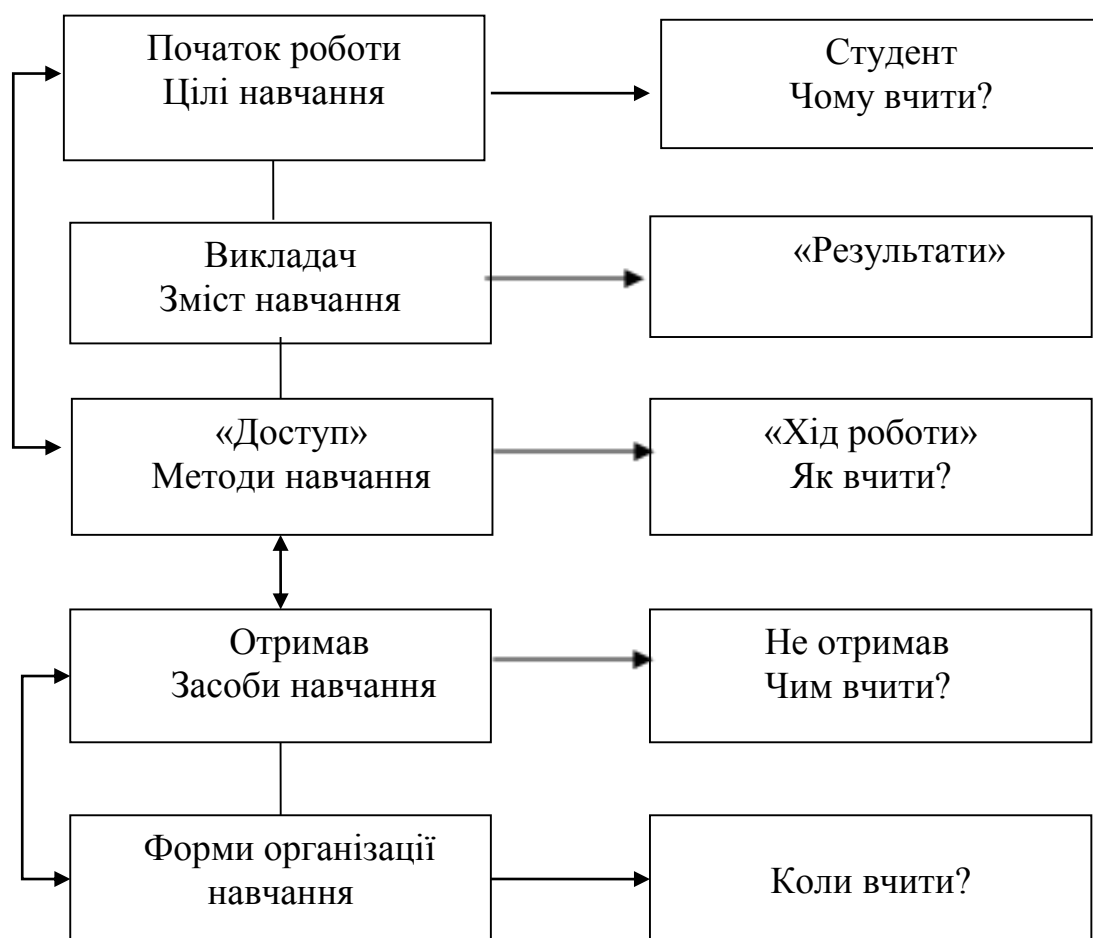 Початок роботи
Цілі навчання
Студент
Чому вчити?
Викладач
Зміст навчання
«Результати»
«Доступ»
Методи навчання
«Хід роботи»
Як вчити?
Отримав
Засоби навчання
Не отримав
Чим вчити?
Форми організації
навчання
Коли вчити?